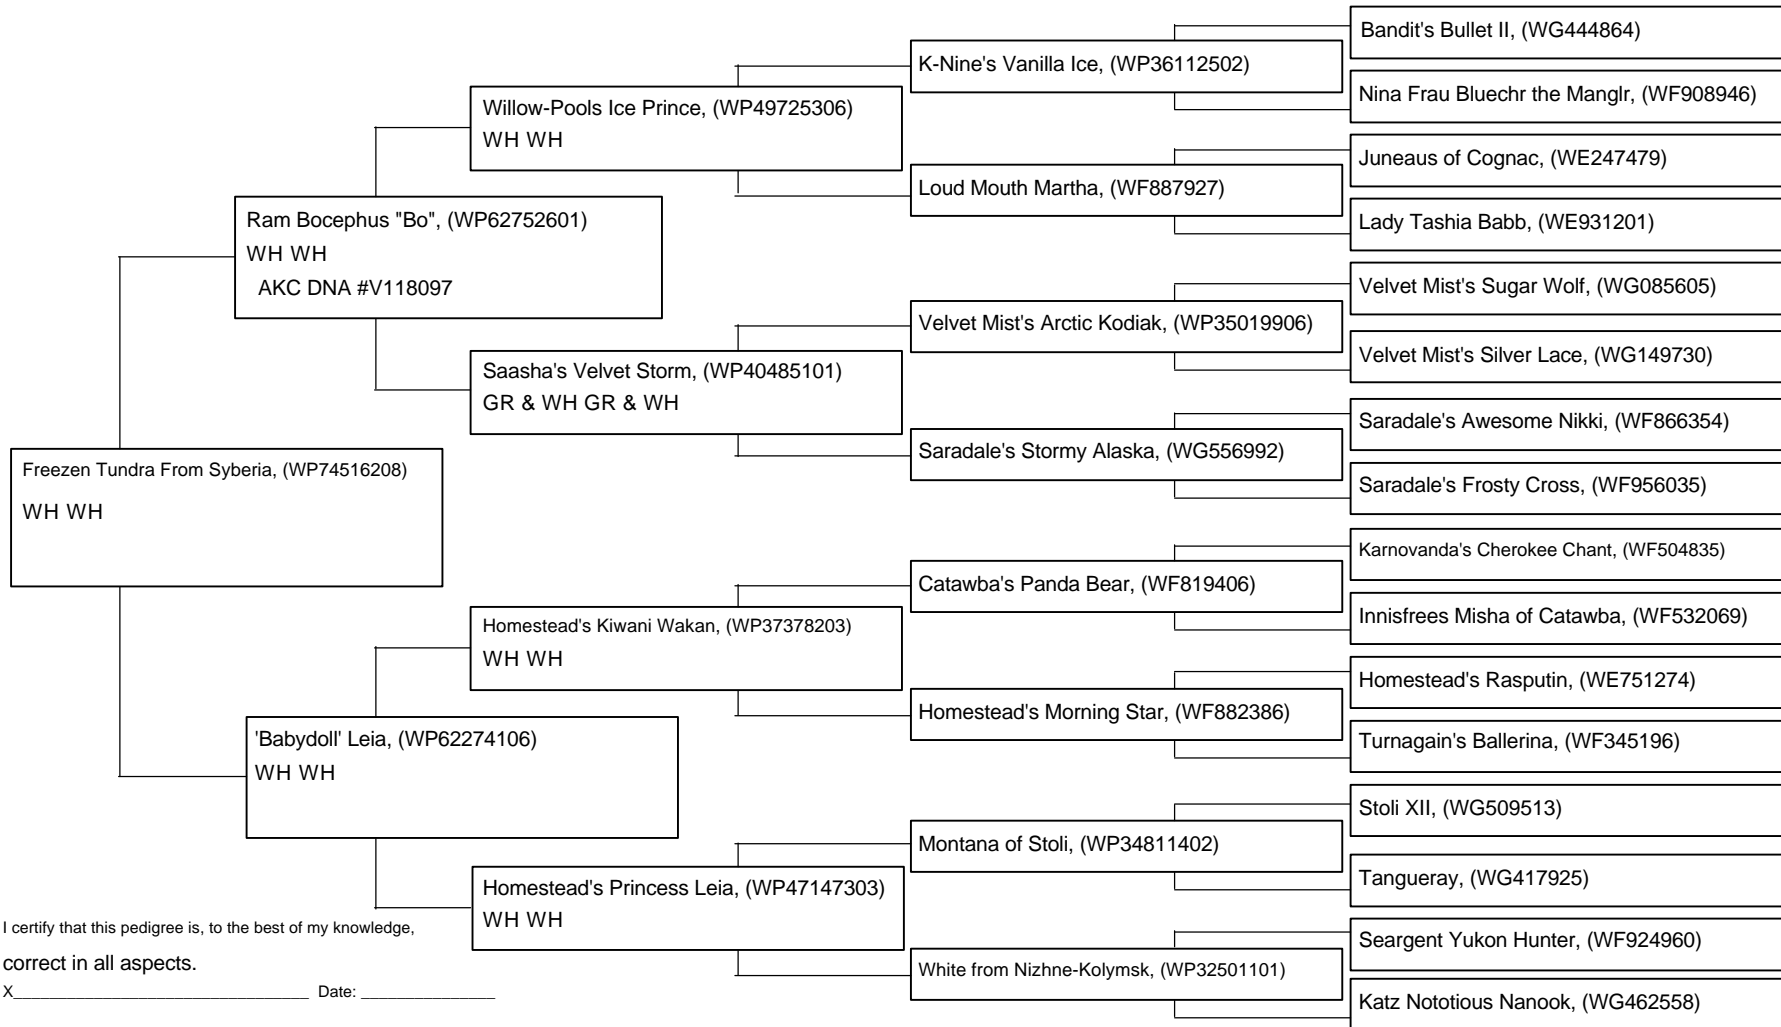 Freezen Tundra From Syberia, (WP74516208)
WH WH
Ram Bocephus "Bo", (WP62752601)
WH WH
AKC DNA #V118097
'Babydoll' Leia, (WP62274106)
WH WH
Willow-Pools Ice Prince, (WP49725306)
WH WH
Saasha's Velvet Storm, (WP40485101)
GR & WH GR & WH
Homestead's Kiwani Wakan, (WP37378203)
WH WH
Homestead's Princess Leia, (WP47147303)
WH WH
K-Nine's Vanilla Ice, (WP36112502)
Loud Mouth Martha, (WF887927)
Velvet Mist's Arctic Kodiak, (WP35019906)
Saradale's Stormy Alaska, (WG556992)
Catawba's Panda Bear, (WF819406)
Homestead's Morning Star, (WF882386)
Montana of Stoli, (WP34811402)
White from Nizhne-Kolymsk, (WP32501101)
Bandit's Bullet II, (WG444864)
Nina Frau Bluechr the Manglr, (WF908946)
Juneaus of Cognac, (WE247479)
Lady Tashia Babb, (WE931201)
Velvet Mist's Sugar Wolf, (WG085605)
Velvet Mist's Silver Lace, (WG149730)
Saradale's Awesome Nikki, (WF866354)
Saradale's Frosty Cross, (WF956035)
Karnovanda's Cherokee Chant, (WF504835)
Innisfrees Misha of Catawba, (WF532069)
Homestead's Rasputin, (WE751274)
Turnagain's Ballerina, (WF345196)
Stoli XII, (WG509513)
Tangueray, (WG417925)
Seargent Yukon Hunter, (WF924960)
Katz Nototious Nanook, (WG462558)
I certify that this pedigree is, to the best of my knowledge,
correct in all aspects.
X_________________________________ Date: _______________